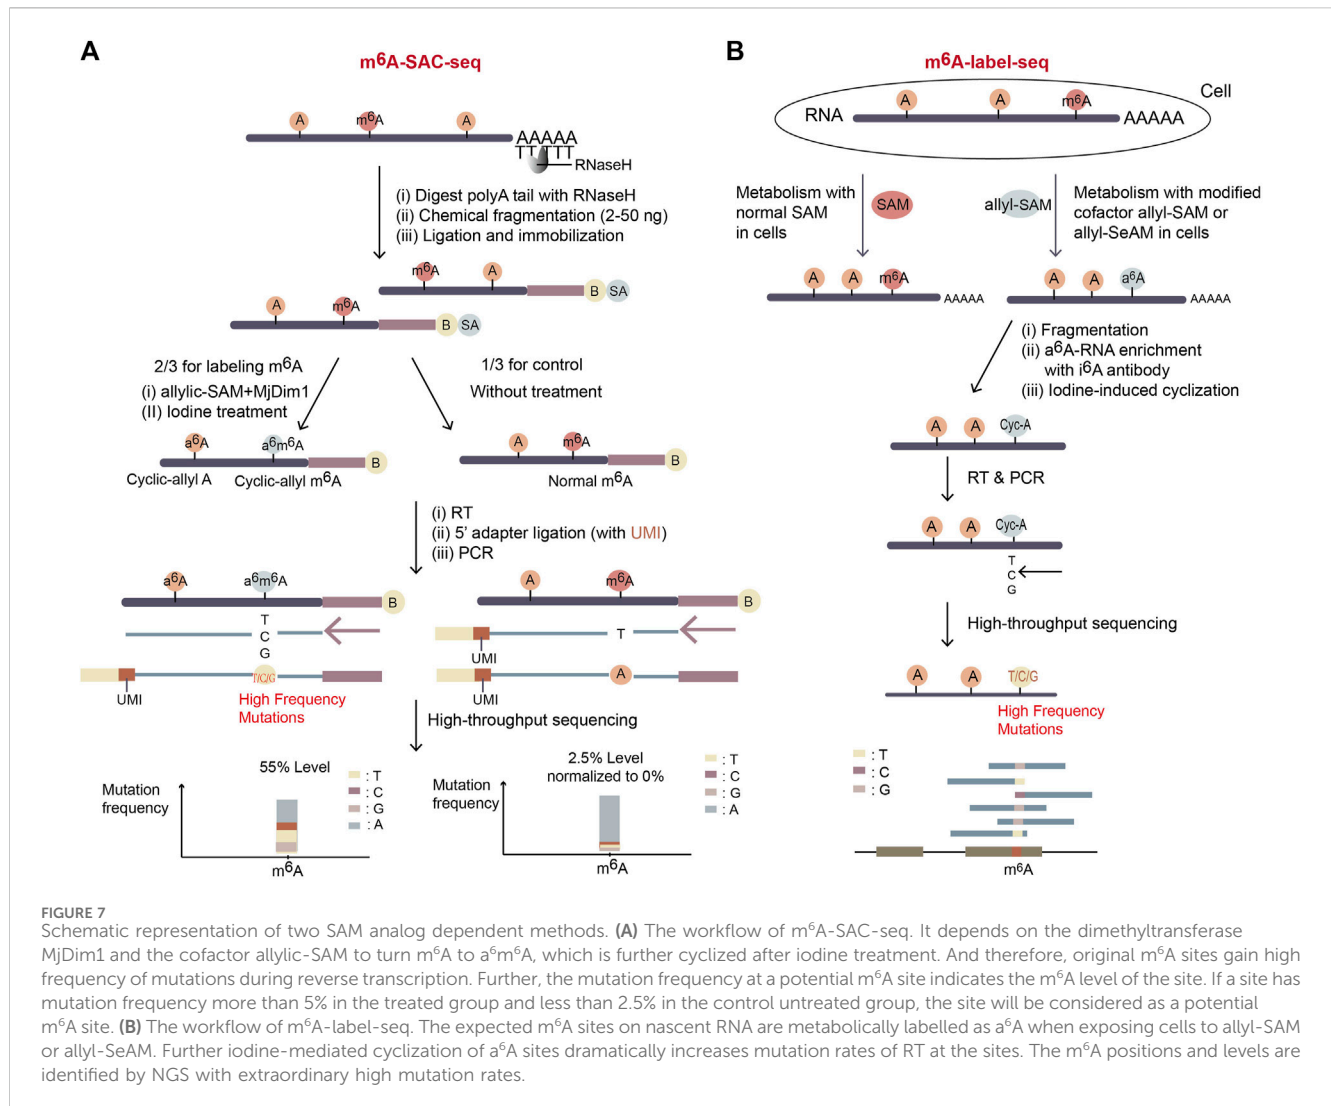 A
m6A-SAC-seq
A
m6A
A
AAAAA
TTTTT
RNaseH
(i) Digest polyA tail with RNaseH
(ii) Chemical fragmentation (2-50 ng)
(iii) Ligation and immobilization
m6A
A
B
SA
A
m6A
B
SA
2/3 for labeling m6A
(i) allylic-SAM+MjDim1
(II) Iodine treatment
1/3 for control
Without treatment
a6A
a6m6A
B
Cyclic-allyl A
Cyclic-allyl m6A
A
m6A
B
Normal m6A
(i) RT
(ii) 5' adapter ligation (with UMI)
(iii) PCR
a6A
a6m6A
B
T
C
G
T/C/G
UMI
High Frequency
Mutations
A
m6A
B
T
UMI
A
UMI
High-throughput sequencing
55% Level
Mutation
frequency
: T
: C
: G
: A
m6A
2.5% Level
normalized to 0%
Mutation
frequency
: T
: C
: G
: A
m6A
B
m6A-label-seq
Cell
RNA
A
A
m6A
AAAAA
Metabolism with
normal SAM
in cells
SAM
allyl-SAM
Metabolism with modified
cofactor allyl-SAM or
allyl-SeAM in cells
A
A
m6A
AAAAA
A
A
a6A
AAAAA
(i) Fragmentation
(ii) a6A-RNA enrichment
with i6A antibody
(iii) Iodine-induced cyclization
A
A
Cyc-A
RT & PCR
A
A
Cyc-A
T
C
G
High-throughput sequencing
A
A
T/C/G
High Frequency
Mutations
: T
: C
: G
m6A
FIGURE 7
Schematic representation of two SAM analog dependent methods. (A) The workflow of m6A-SAC-seq. It depends on the dimethyltransferase
MjDim1 and the cofactor allylic-SAM to turn m6A to a6m6A, which is further cyclized after iodine treatment. And therefore, original m6A sites gain high
frequency of mutations during reverse transcription. Further, the mutation frequency at a potential m6A site indicates the m6A level of the site. If a site has
mutation frequency more than 5% in the treated group and less than 2.5% in the control untreated group, the site will be considered as a potential
m6A site. (B) The workflow of m6A-label-seq. The expected m6A sites on nascent RNA are metabolically labelled as a6A when exposing cells to allyl-SAM
or allyl-SeAM. Further iodine-mediated cyclization of a6A sites dramatically increases mutation rates of RT at the sites. The m6A positions and levels are
identified by NGS with extraordinary high mutation rates.